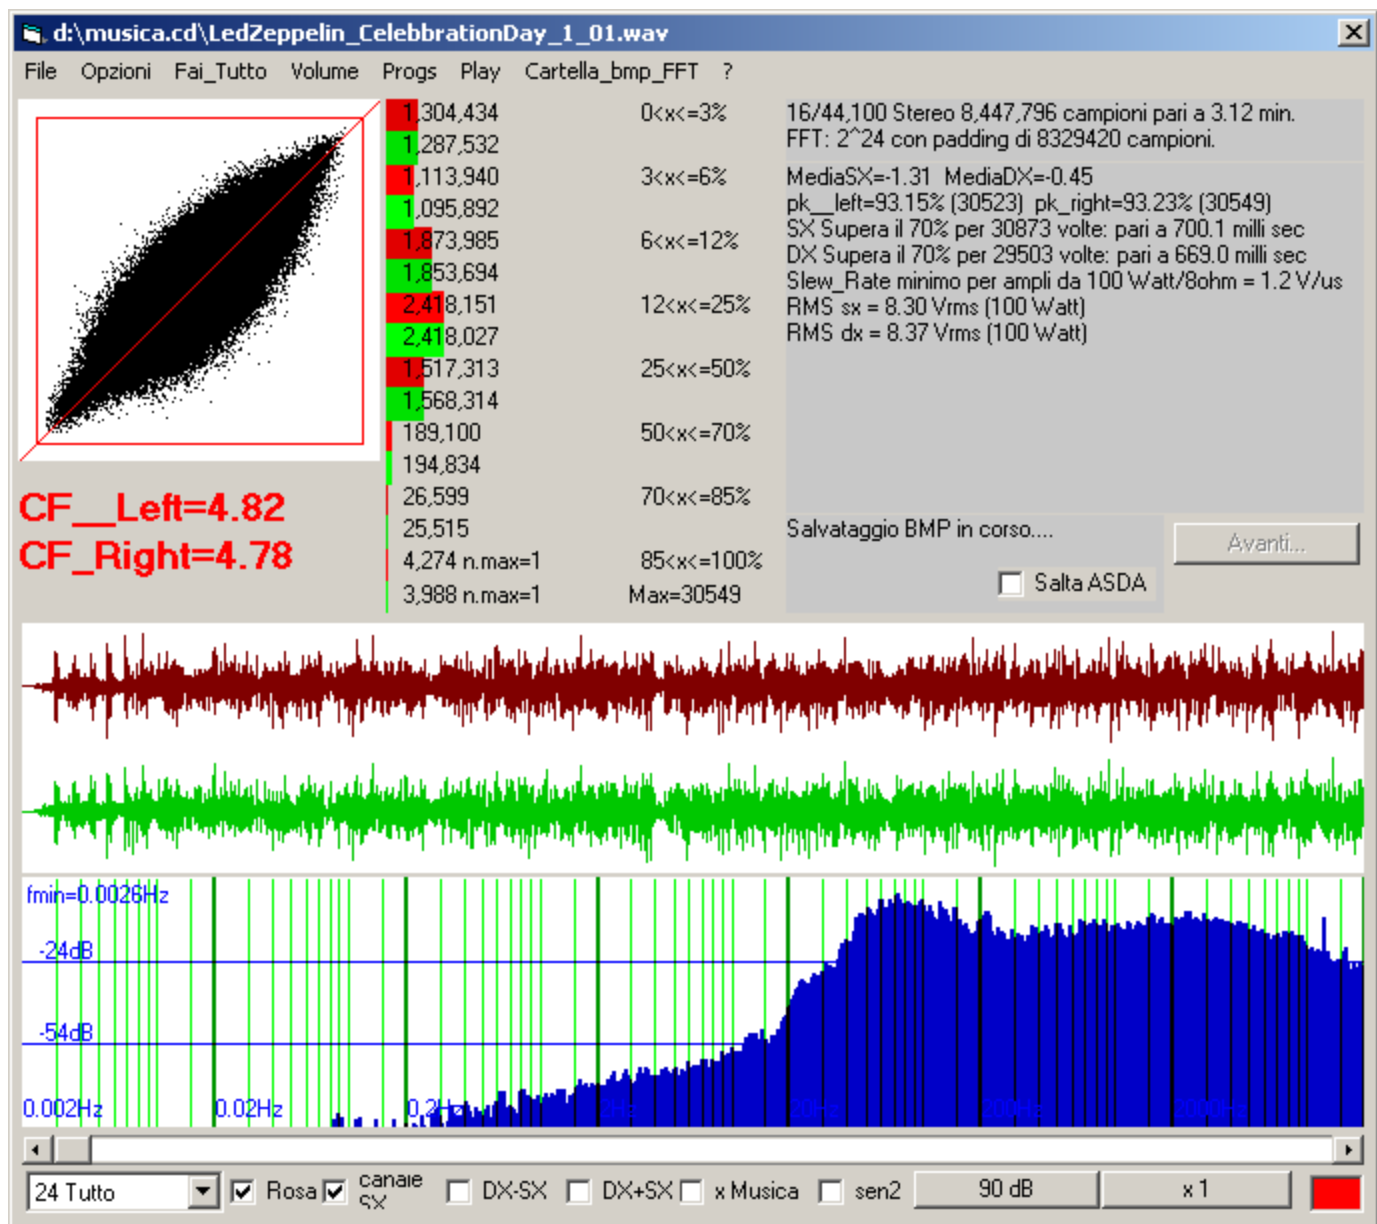 d:\musica.cd\LedZeppelin_CelebbrationDay_1_01.wav
File Opzioni Fai_Tutto Volume Progs Play Cartella_bmp_FFT ?
1,304,434 0<x<=3%
1,287,532
1,113,940 3<x<=6%
1,095,892
1,873,985 6<x<=12%
1,853,694
2,418,151 12<x<=25%
2,418,027
1,517,313 25<x<=50%
1,568,314
189,100 50<x<=70%
194,834
26,599 70<x<=85%
25,515
4,274 n.max=1 85<x<=100%
3,988 n.max=1 Max=30549
CF__Left=4.82
CF_Right=4.78
16/44,100 Stereo 8,447,796 campioni pari a 3.12 min.
FFT: 2^24 con padding di 8329420 campioni.
MediaSX=-1.31 MediaDX=-0.45
pk__left=93.15% (30523) pk_right=93.23% (30549)
SX Supera il 70% per 30873 volte: pari a 700.1 milli sec
DX Supera il 70% per 29503 volte: pari a 669.0 milli sec
Slew_Rate minimo per ampli da 100 Watt/8ohm = 1.2 V/us
RMS sx = 8.30 Vrms (100 Watt)
RMS dx = 8.37 Vrms (100 Watt)
Salvataggio BMP in corso....
Avanti...
Salta ASDA
fmin=0.0026Hz
-24dB
-54dB
0.002Hz 0.02Hz 0,2Hz 2Hz 20Hz 200Hz 2000Hz
24 Tutto Rosa canale SX DX-SX DX+SX x Musica sen2 90 dB x 1